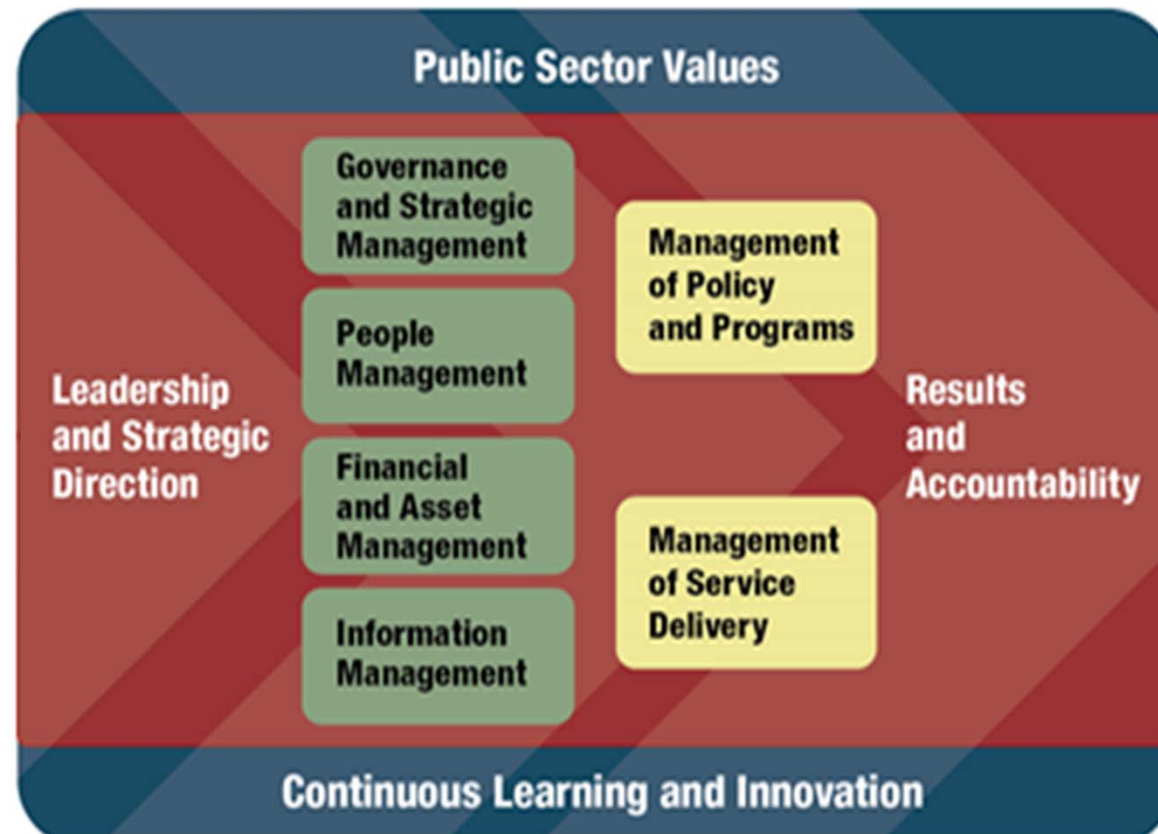 Public Sector Values
Leadership
and Strategic
Direction
Governance
and Strategic
Management
People
Management
Financial
and Asset
Management
Information
Management
Management
of Policy
and Programs
Management
of Service
Delivery
Results
and
Accountability
Continuous Learning and Innovation